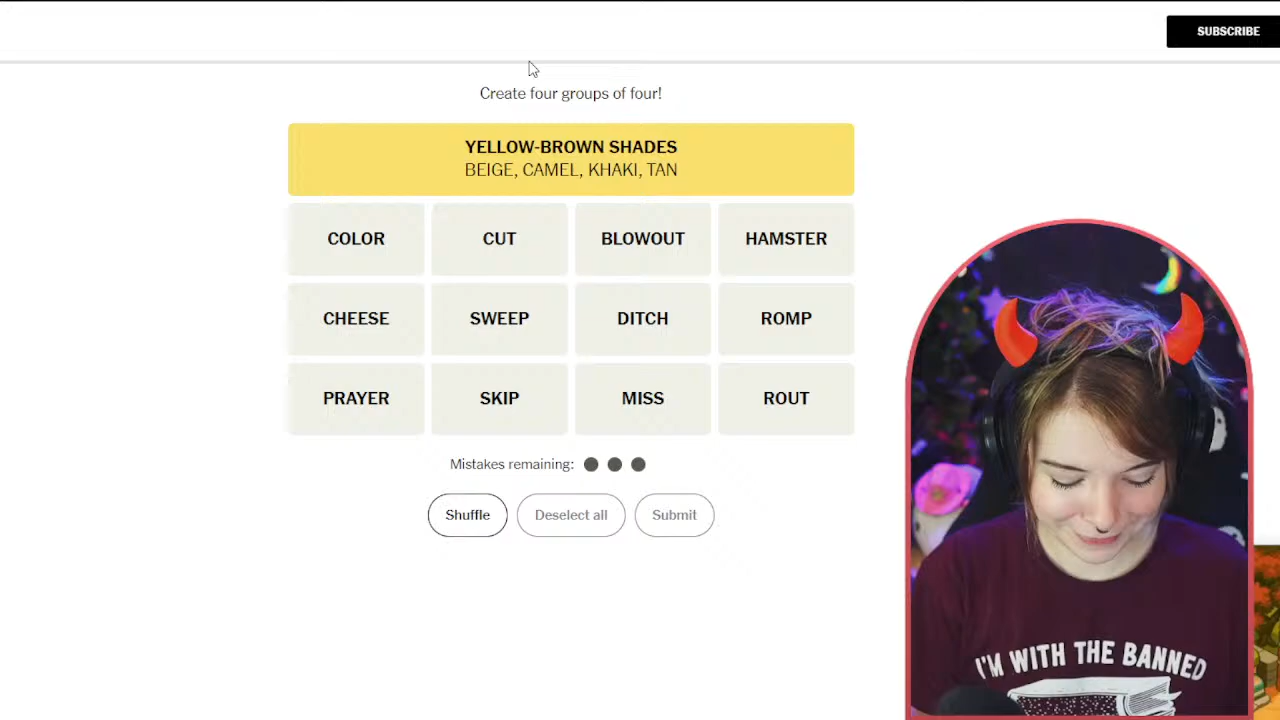 SUBSCRIBE
Create four groups of four!
YELLOW-BROWN SHADES
BEIGE, CAMEL, KHAKI, TAN
COLOR CUT BLOWOUT HAMSTER
CHEESE SWEEP DITCH ROMP
PRAYER SKIP MISS ROUT
Mistakes remaining:
Shuffle Deselect all Submit
I'M WITH THE BANNED